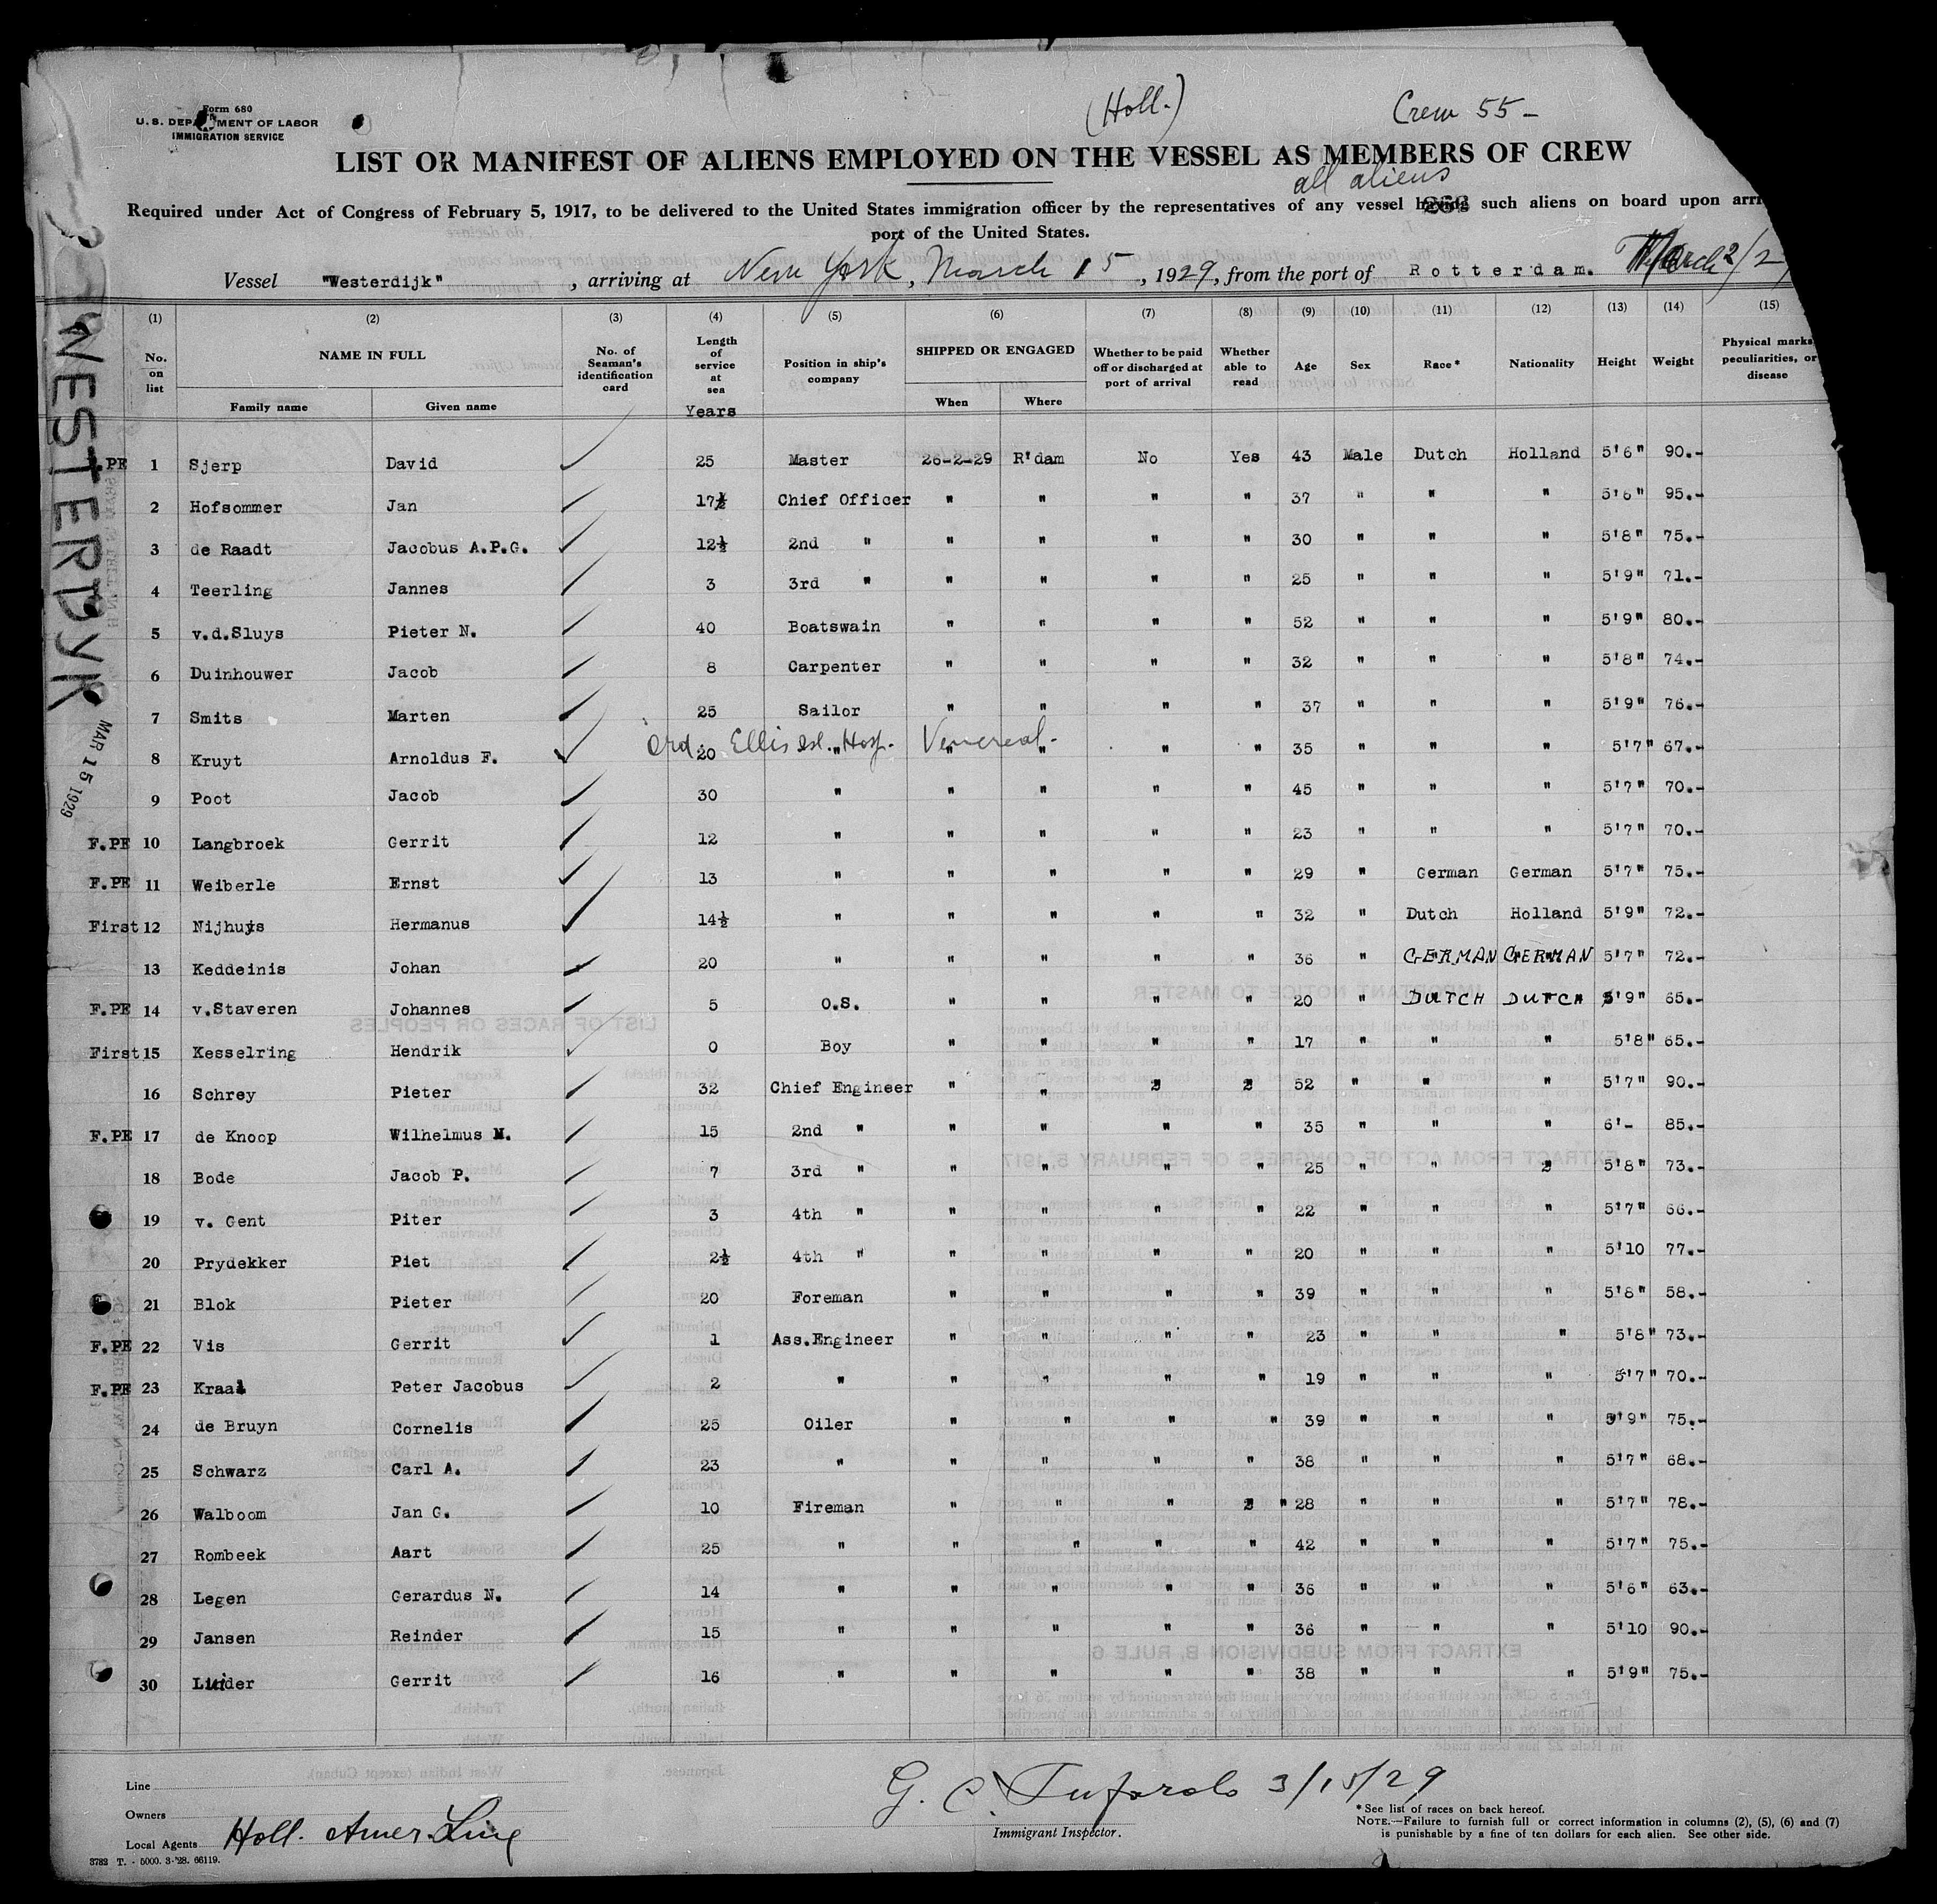 Form 680
U. S. DEPARTMENT OF LABOR
IMMIGRATION SERVICE
(Holl.)
Crew 55 -
LIST OR MANIFEST OF ALIENS EMPLOYED ON THE VESSEL AS MEMBERS OF CREW
all aliens
Required under Act of Congress of February 5, 1917, to be delivered to the United States immigration officer by the representatives of any vessel having such aliens on board upon arri
port of the United States.
Vessel "Westerdijk", arriving at New York, March 15, 1929, from the port of Rotterdam. March 2/2
WESTERDYK
MAR 15 1929
(1) (2) (3) (4) (5) (6) (7) (8) (9) (10) (11) (12) (13) (14) (15)
No. on list NAME IN FULL Family name Given name No. of Seaman's identification card Length of service at sea Years Position in ship's company SHIPPED OR ENGAGED When Where Whether to be paid off or discharged at port of arrival Whether able to read Age Sex Race* Nationality Height Weight Physical marks, peculiarities, or disease
.PE 1 Sjerp David 25 Master 26-2-29 R'dam No Yes 43 Male Dutch Holland 5'6" 90.-
2 Hofsommer Jan 17½ Chief Officer " " " " 37 " " " 5'6" 95.-
3 de Raadt Jacobus A.P.G. 12½ 2nd " " " " " 30 " " " 5'8" 75.-
4 Teerling Jannes 3 3rd " " " " " 25 " " " 5'9" 71.-
5 v.d.Sluys Pieter N. 40 Boatswain " " " " 52 " " " 5'9" 80.-
6 Duinhouwer Jacob 8 Carpenter " " " " 32 " " " 5'8" 74.-
7 Smits Marten 25 Sailor " " " " 37 " " " 5'9" 76.-
Ord. Ellis Isl. Hosp. Venereal.
8 Kruyt Arnoldus F. 20 " " " " " 35 " " " 5'7" 67.-
9 Poot Jacob 30 " " " " " 45 " " " 5'7" 70.-
F.PE 10 Langbroek Gerrit 12 " " " " " 23 " " " 5'7" 70.-
F.PE 11 Weiberle Ernst 13 " " " " " 29 " German German 5'7" 75.-
First 12 Nijhuys Hermanus 14½ " " " " " 32 " Dutch Holland 5'9" 72.-
13 Keddeinis Johan 20 " " " " " 36 " GERMAN GERMAN 5'7" 72.-
F.PE 14 v.Staveren Johannes 5 O.S. " " " " 20 " DUTCH DUTCH 5'9" 65.-
First 15 Kesselring Hendrik 0 Boy " " " " 17 " " " 5'8" 65.-
16 Schrey Pieter 32 Chief Engineer " " " " 52 " " " 5'7" 90.-
F.PE 17 de Knoop Wilhelmus M. 15 2nd " " " " " 35 " " " 6'- 85.-
18 Bode Jacob P. 7 3rd " " " " " 25 " " " 5'8" 73.-
19 v. Gent Piter 3 4th " " " " " 22 " " " 5'7" 66.-
20 Prydekker Piet 2½ 4th " " " " " 20 " " " 5'10 77.-
21 Blok Pieter 20 Foreman " " " " 39 " " " 5'8" 58.-
F.PE 22 Vis Gerrit 1 Ass.Engineer " " " " 23 " " " 5'8" 73.-
F.PE 23 Kraal Peter Jacobus 2 " " " " " 19 " " " 5'7" 70.-
24 de Bruyn Cornelis 25 Oiler " " " " 39 " " " 5'9" 75.-
25 Schwarz Carl A. 23 " " " " " 38 " " " 5'7" 68.-
26 Walboom Jan G. 10 Fireman " " " " " 28 " " " 5'7" 78.-
27 Rombeek Aart 25 " " " " " 42 " " " 5'7" 75.-
28 Legen Gerardus N. 14 " " " " " 36 " " " 5'6" 63.-
29 Jansen Reinder 15 " " " " " 36 " " " 5'10 90.-
30 Linder Gerrit 16 " " " " " 38 " " " 5'9" 75.-
Line
Owners
Local Agents Holl. Amer. Line
3782 T. - 5000. 3-'28. 66119.
G. C. 3/15/29
Immigrant Inspector.
*See list of races on back hereof.
NOTE.—Failure to furnish full or correct information in columns (2), (5), (6) and (7)
is punishable by a fine of ten dollars for each alien. See other side.